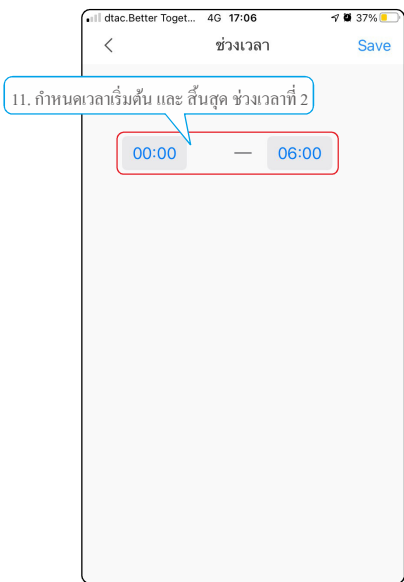 dtac.Better Toget... 4G 17:06 37%
ช่วงเวลา Save
11. กำหนดเวลาเริ่มต้น และ สิ้นสุด ช่วงเวลาที่ 2
00:00 — 06:00